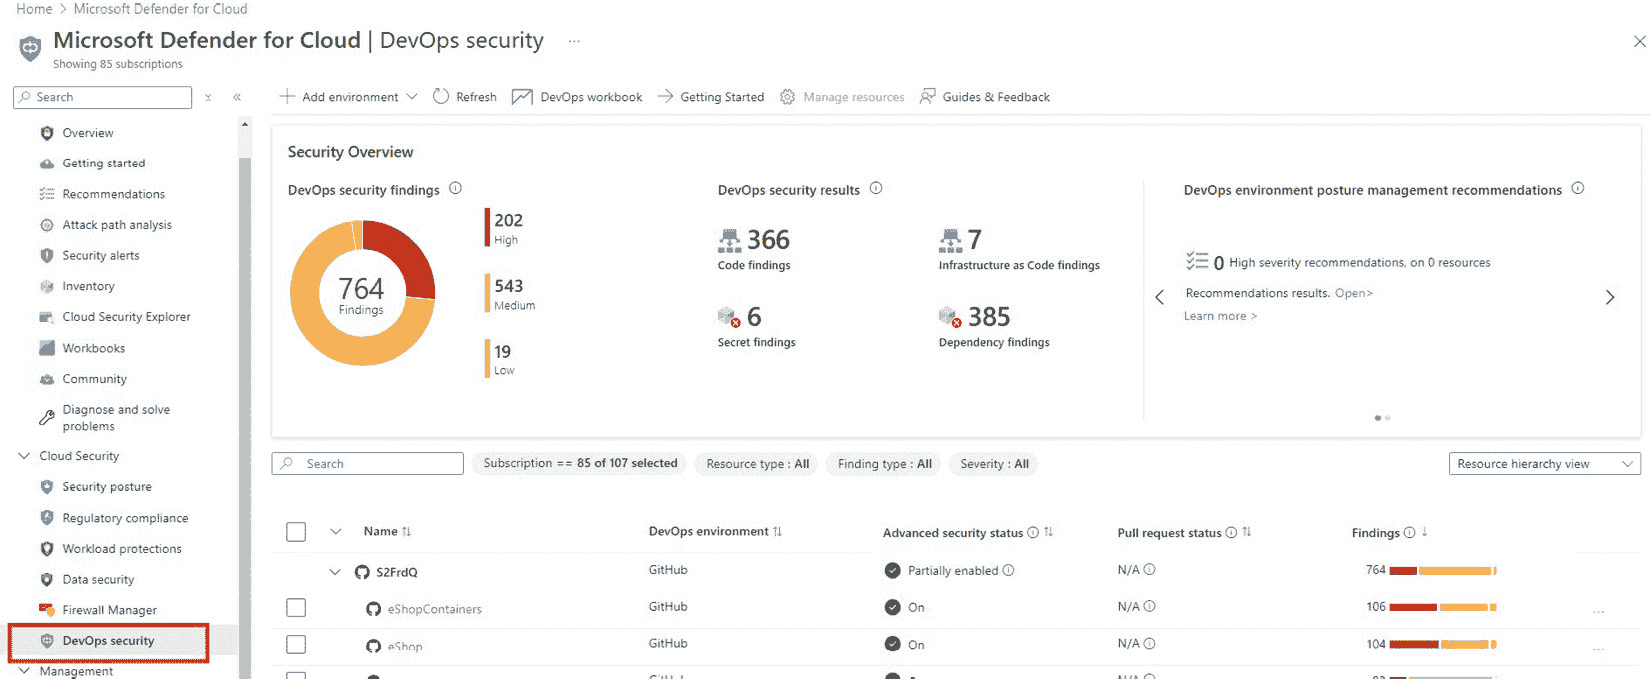 Home > Microsoft Defender for Cloud
Microsoft Defender for Cloud | DevOps security ...
Showing 85 subscriptions
Search
Add environment
Refresh
DevOps workbook
Getting Started
Manage resources
Guides & Feedback
Overview
Getting started
Recommendations
Attack path analysis
Security alerts
Inventory
Cloud Security Explorer
Workbooks
Community
Diagnose and solve
problems
Cloud Security
Security posture
Regulatory compliance
Workload protections
Data security
Firewall Manager
DevOps security
Management
Security Overview
DevOps security findings
764
Findings
202
High
543
Medium
19
Low
DevOps security results
366
Code findings
7
Infrastructure as Code findings
6
Secret findings
385
Dependency findings
DevOps environment posture management recommendations
0 High severity recommendations, on 0 resources
Recommendations results. Open>
Learn more >
Search
Subscription == 85 of 107 selected
Resource type : All
Finding type : All
Severity : All
Resource hierarchy view
Name DevOps environment Advanced security status Pull request status Findings
S2FrdQ GitHub Partially enabled N/A 764
eShopContainers GitHub On N/A 106 ...
eShop GitHub On N/A 104 ...